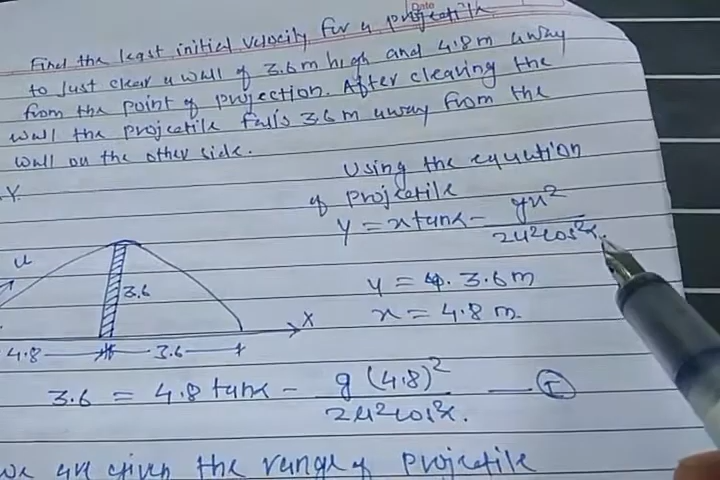 Date
Find the least initial velocity for a projectile
to just clear a wall of 3.6 m high and 4.8 m away
from the point of projection. After clearing the
wall the projectile falls 3.6 m away from the
wall on the other side.
Y
Using the equation
of projectile
y = x tanα - gx²
2u²cos²α.
u
3.6
y = 3.6 m
x = 4.8 m.
X
4.8 3.6
3.6 = 4.8 tanα - g(4.8)² — I
2u²cos²α.
we are given the range of projectile